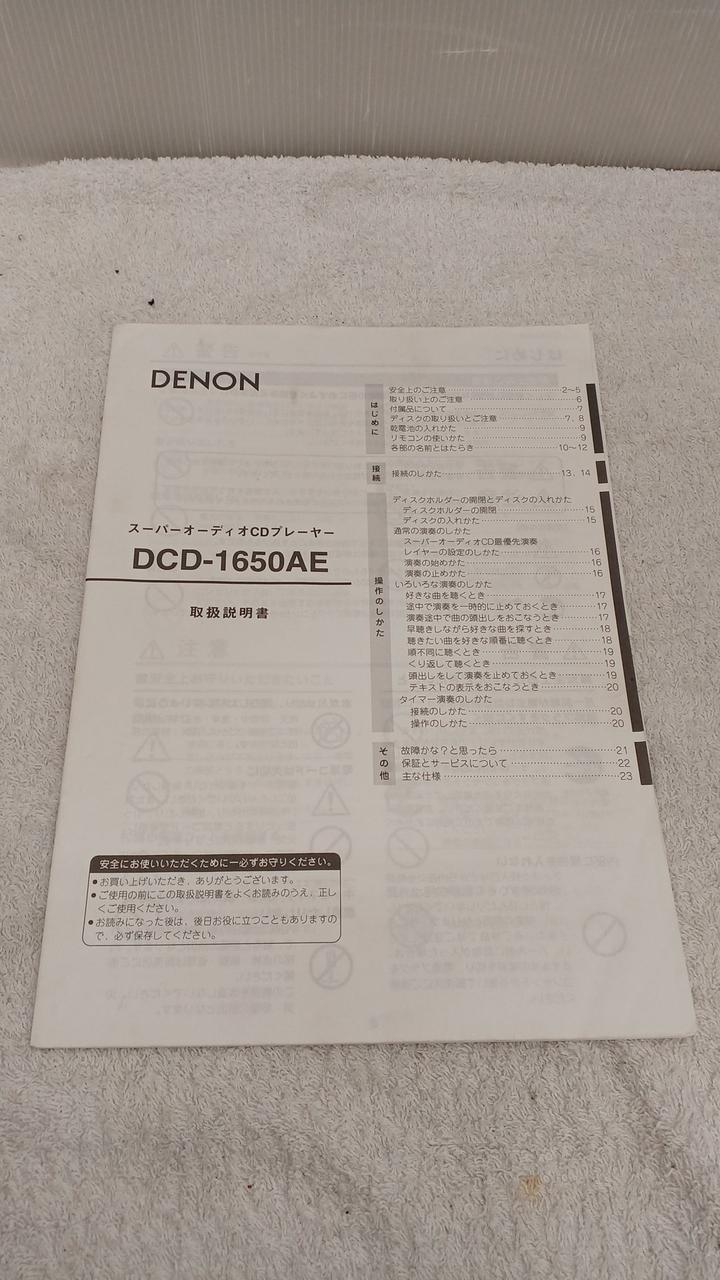 DENON
スーパーオーディオCDプレーヤー
DCD-1650AE
取扱説明書
安全にお使いいただくために―必ずお守りください。
●お買い上げいただき、ありがとうございます。
●ご使用の前にこの取扱説明書をよくお読みのうえ、正し
くご使用ください。
●お読みになった後は、後日お役に立つこともありますの
で、必ず保存してください。
はじめに
安全上のご注意 2〜5
取り扱い上のご注意 6
付属品について 7
ディスクの取り扱いとご注意 7、8
乾電池の入れかた 9
リモコンの使いかた 9
各部の名前とはたらき 10〜12
接続
接続のしかた 13、14
操作のしかた
ディスクホルダーの開閉とディスクの入れかた
ディスクホルダーの開閉 15
ディスクの入れかた 15
通常の演奏のしかた
スーパーオーディオCD最優先演奏
レイヤーの設定のしかた 16
演奏の始めかた 16
演奏の止めかた 16
いろいろな演奏のしかた
好きな曲を聴くとき 17
途中で演奏を一時的に止めておくとき 17
演奏途中で曲の頭出しをおこなうとき 17
早聴きしながら好きな曲を探すとき 18
聴きたい曲を好きな順番に聴くとき 18
順不同に聴くとき 19
くり返して聴くとき 19
頭出しをして演奏を止めておくとき 19
テキストの表示をおこなうとき 20
タイマー演奏のしかた
接続のしかた 20
操作のしかた 20
その他
故障かな？と思ったら 21
保証とサービスについて 22
主な仕様 23